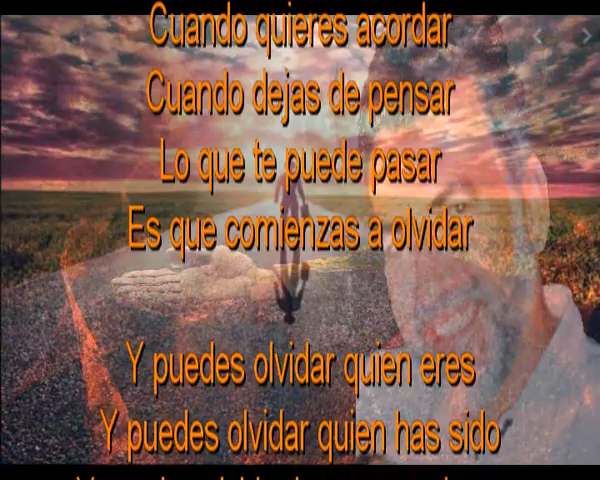 Cuando quieres acordar
Cuando dejas de pensar
Lo que te puede pasar
Es que comienzas a olvidar
Y puedes olvidar quien eres
Y puedes olvidar quien has sido